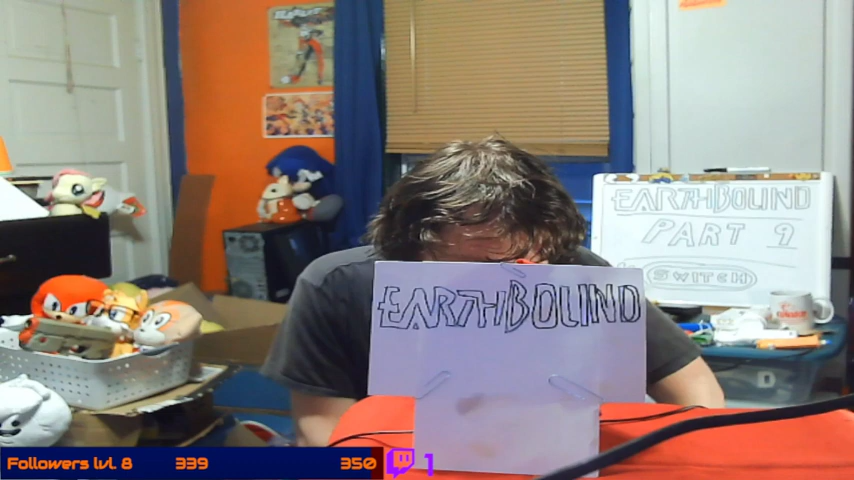 EARTHBOUND
PART 9
SWITCH
EARTHBOUND
Followers lvl 8 339 350 1